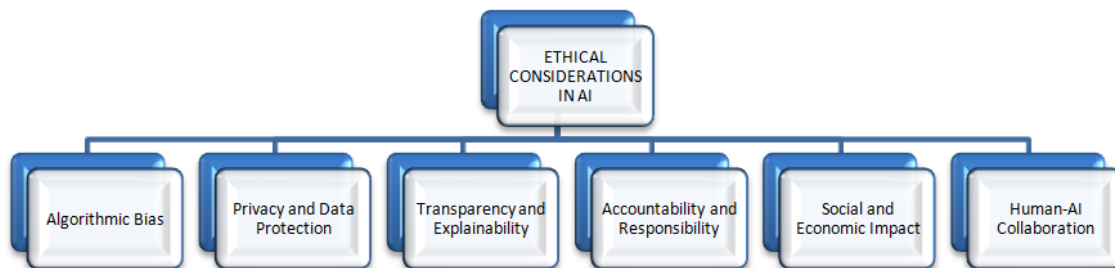 ETHICAL
CONSIDERATIONS
IN AI
Algorithmic Bias
Privacy and Data
Protection
Transparency and
Explainability
Accountability and
Responsibility
Social and
Economic Impact
Human-AI
Collaboration